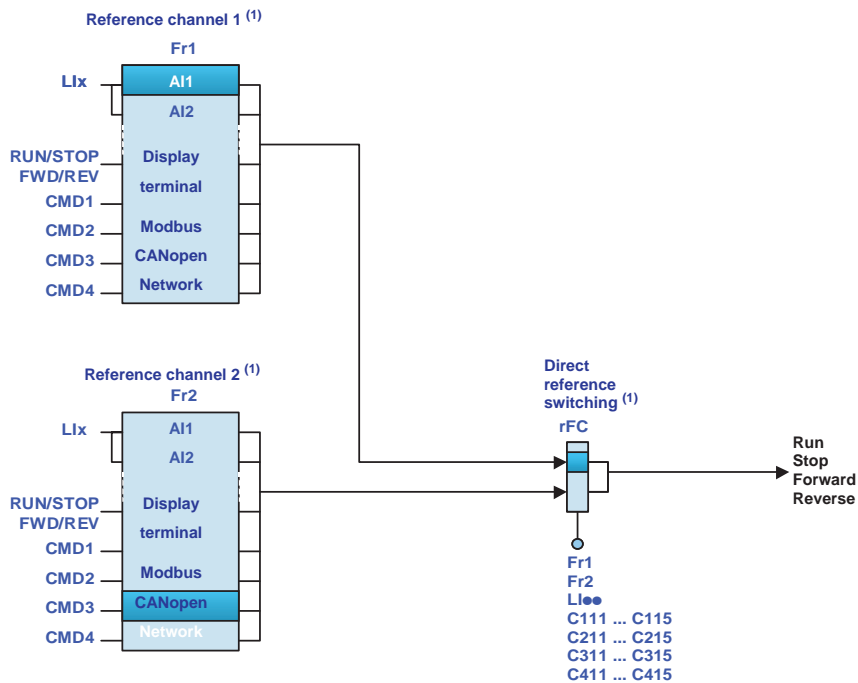 Reference channel 1 (1)
Fr1
LIx
AI1
AI2
RUN/STOP
FWD/REV
Display
terminal
CMD1
CMD2
Modbus
CMD3
CANopen
CMD4
Network
Reference channel 2 (1)
Fr2
LIx
AI1
AI2
RUN/STOP
FWD/REV
Display
terminal
CMD1
CMD2
Modbus
CMD3
CANopen
CMD4
Network
Direct
reference
switching (1)
rFC
Run
Stop
Forward
Reverse
Fr1
Fr2
LI●●
C111 ... C115
C211 ... C215
C311 ... C315
C411 ... C415